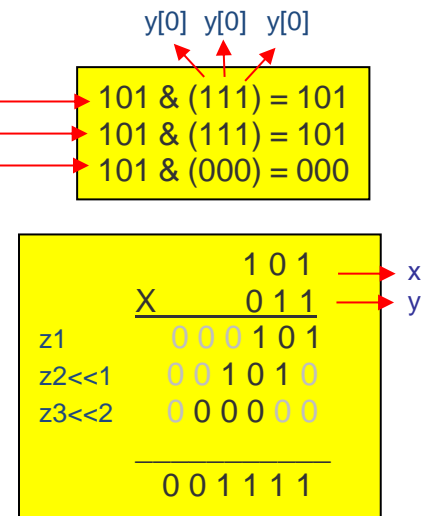 y[0] y[0] y[0]
101 & (111) = 101
101 & (111) = 101
101 & (000) = 000
1 0 1 x
X 0 1 1 y
z1 0 0 0 1 0 1
z2<<1 0 0 1 0 1 0
z3<<2 0 0 0 0 0 0
0 0 1 1 1 1